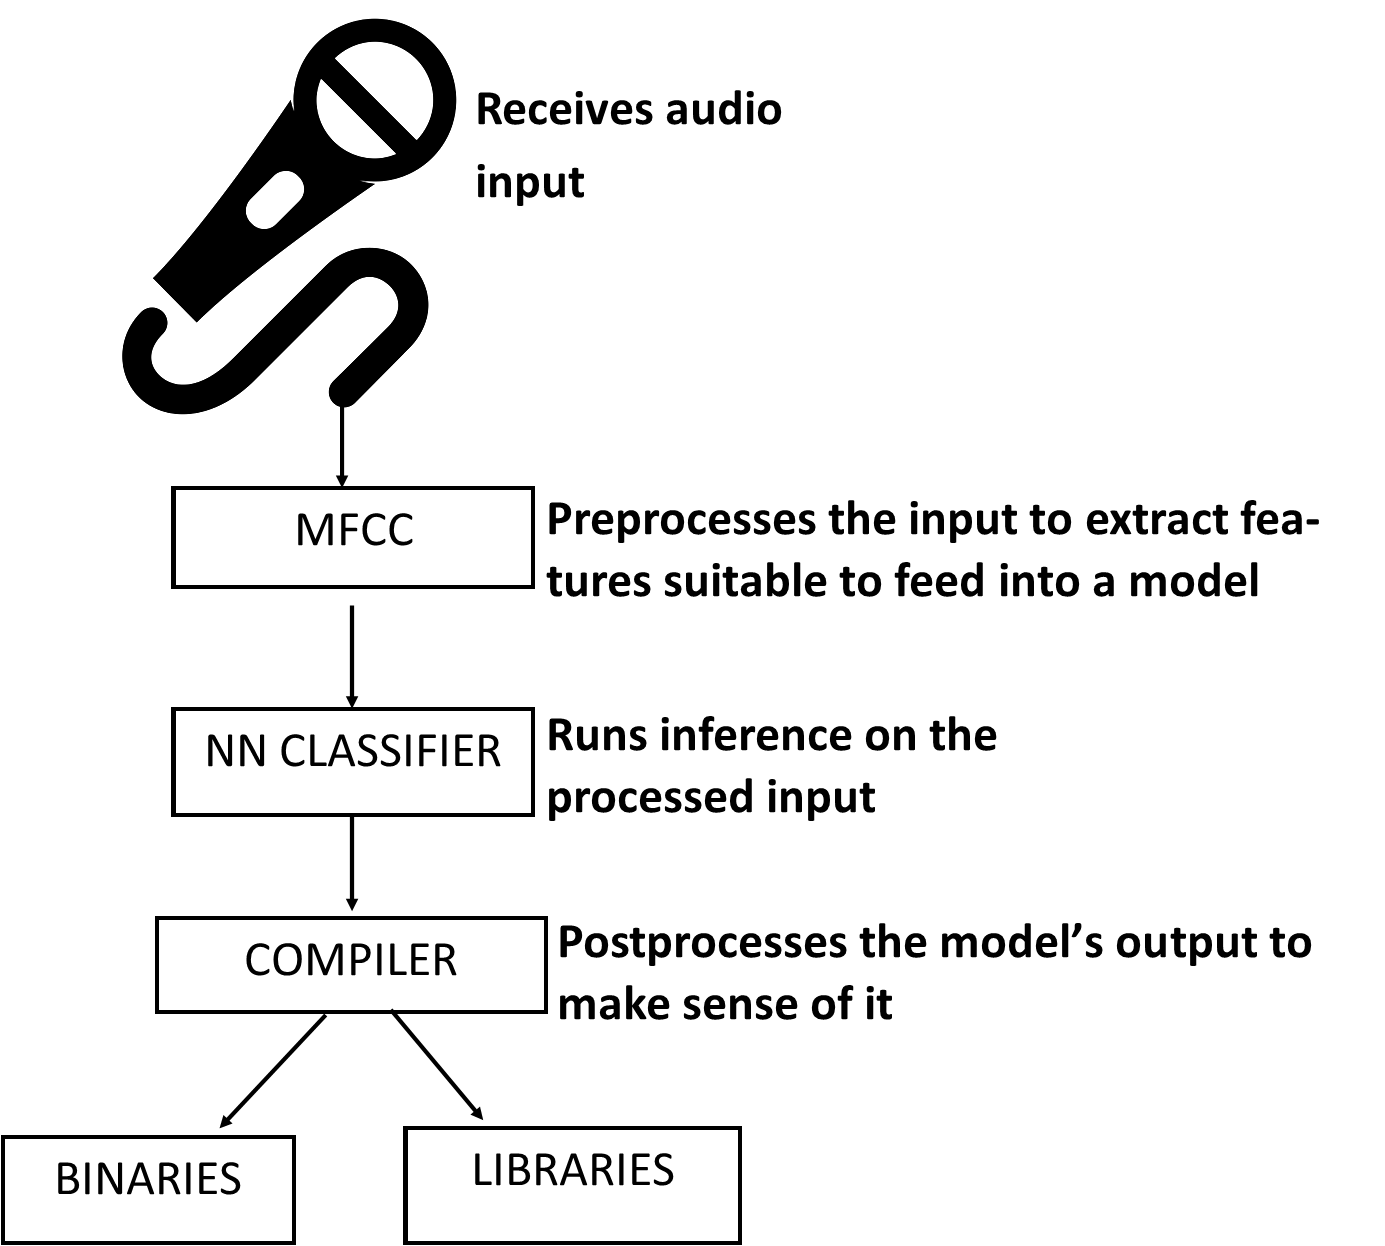 Receives audio
input
MFCC
Preprocesses the input to extract fea-
tures suitable to feed into a model
NN CLASSIFIER
Runs inference on the
processed input
COMPILER
Postprocesses the model’s output to
make sense of it
BINARIES
LIBRARIES